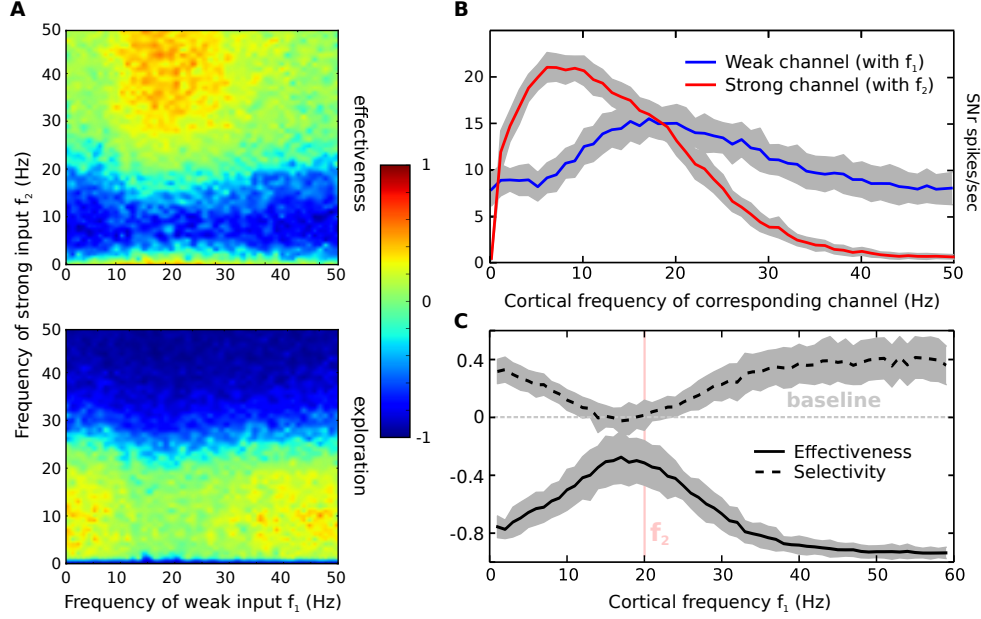 A
50
40
30
20
10
0
0 10 20 30 40 50
effectiveness
Frequency of strong input f2 (Hz)
50
40
30
20
10
0
0 10 20 30 40 50
exploration
Frequency of weak input f1 (Hz)
1
0
-1
B
Weak channel (with f1)
Strong channel (with f2)
20
15
10
5
0
0 10 20 30 40 50
SNr spikes/sec
Cortical frequency of corresponding channel (Hz)
C
0.4
0
-0.4
-0.8
baseline
Effectiveness
Selectivity
f2
0 10 20 30 40 50 60
Cortical frequency f1 (Hz)